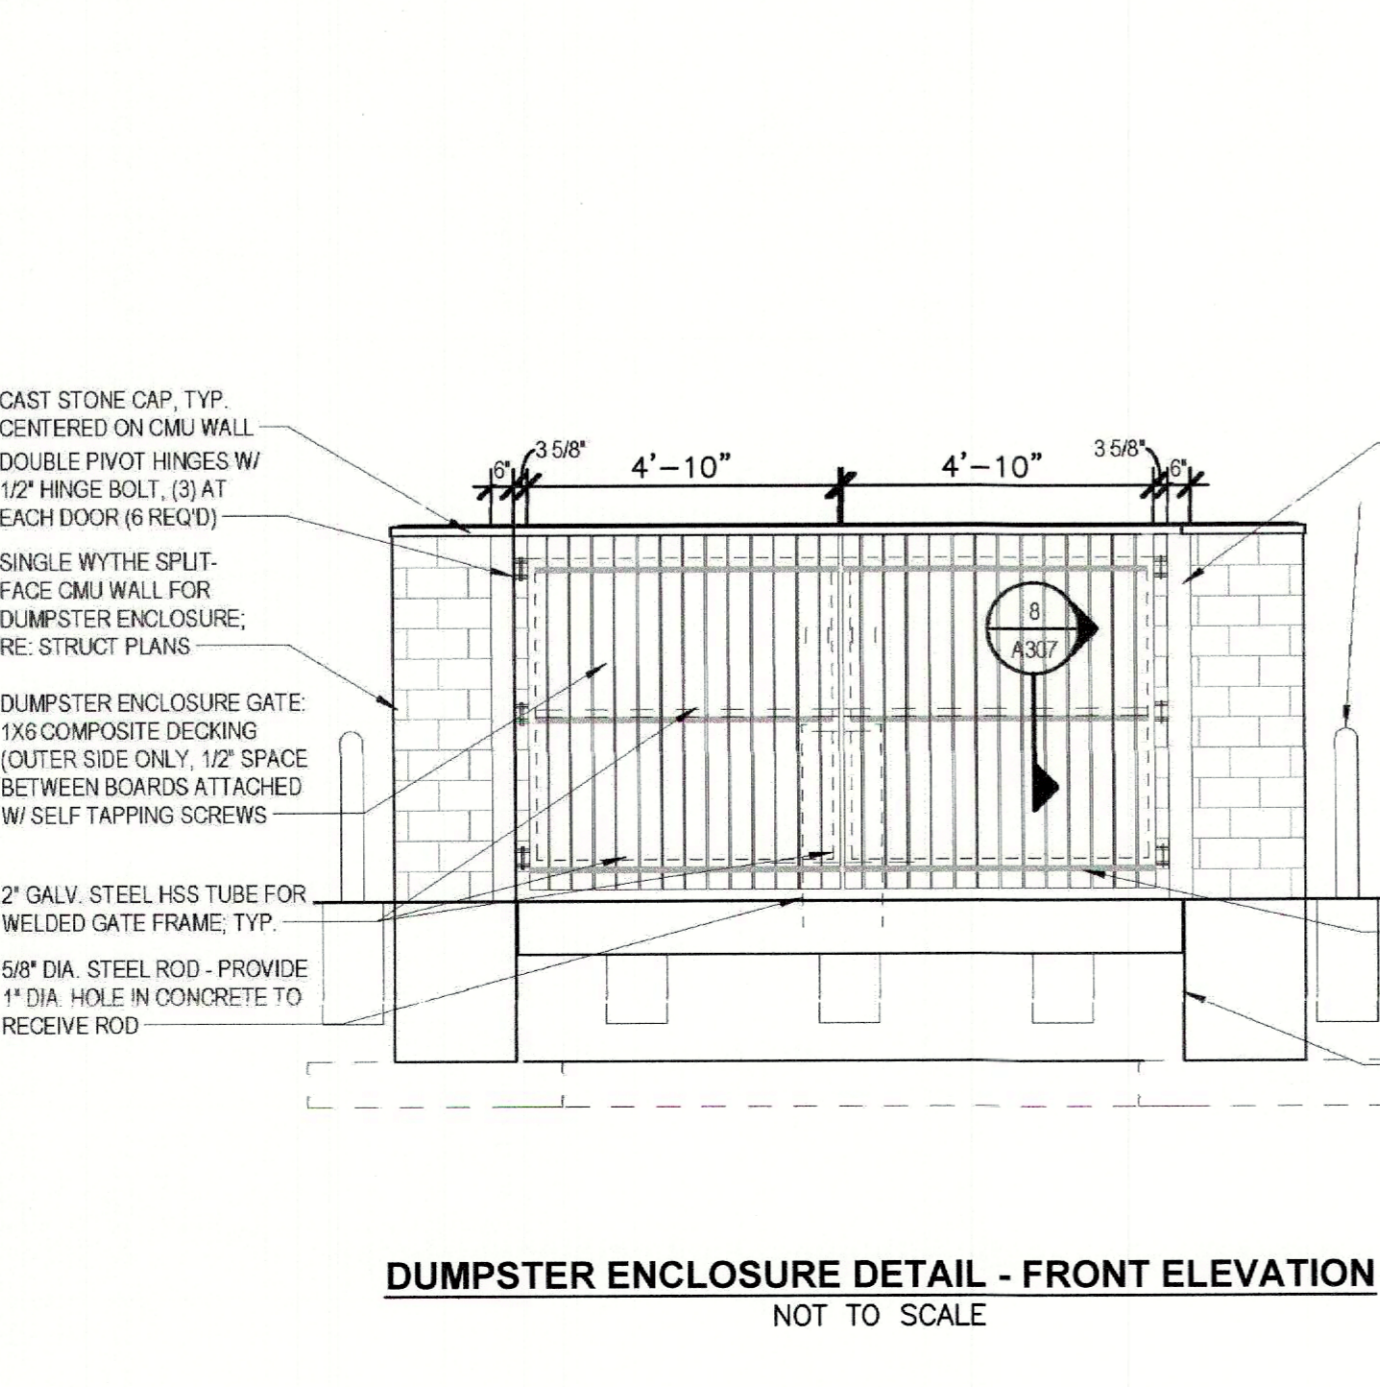 CAST STONE CAP, TYP.
CENTERED ON CMU WALL
DOUBLE PIVOT HINGES W/
1/2" HINGE BOLT, (3) AT
EACH DOOR (6 REQ'D)
SINGLE WYTHE SPLIT-
FACE CMU WALL FOR
DUMPSTER ENCLOSURE;
RE: STRUCT PLANS
DUMPSTER ENCLOSURE GATE:
1X6 COMPOSITE DECKING
(OUTER SIDE ONLY, 1/2" SPACE
BETWEEN BOARDS ATTACHED
W/ SELF TAPPING SCREWS
2" GALV. STEEL HSS TUBE FOR
WELDED GATE FRAME; TYP.
5/8" DIA. STEEL ROD - PROVIDE
1" DIA. HOLE IN CONCRETE TO
RECEIVE ROD
6" 3 5/8" 4'-10" 4'-10" 3 5/8" 6"
8
A307
DUMPSTER ENCLOSURE DETAIL - FRONT ELEVATION
NOT TO SCALE